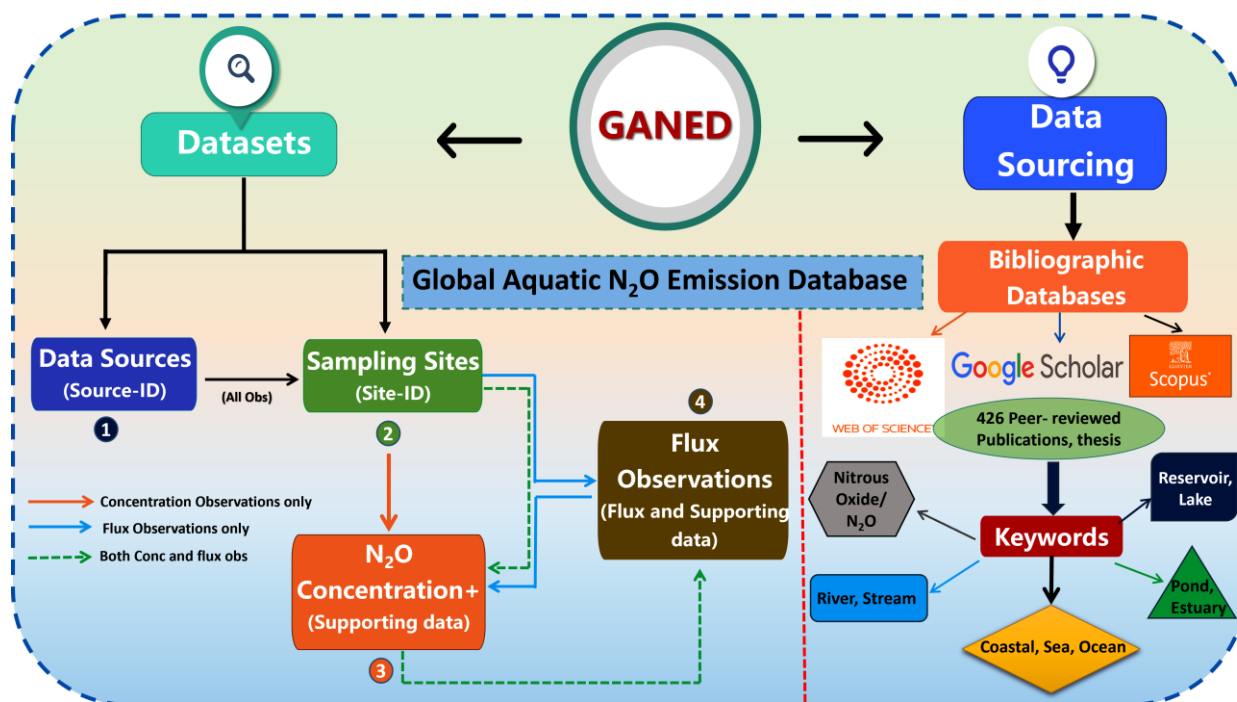 GANED
Datasets
Data
Sourcing
Global Aquatic N₂O Emission Database
Bibliographic
Databases
Data Sources
(Source-ID)
1
(All Obs)
Sampling Sites
(Site-ID)
2
4
Flux
Observations
(Flux and Supporting
data)
Concentration Observations only
Flux Observations only
Both Conc and flux obs
N₂O
Concentration+
(Supporting data)
3
WEB OF SCIENCE
Google Scholar
ELSEVIER
Scopus®
426 Peer- reviewed
Publications, thesis
Nitrous
Oxide/
N₂O
Reservoir,
Lake
Keywords
River, Stream
Pond,
Estuary
Coastal, Sea, Ocean